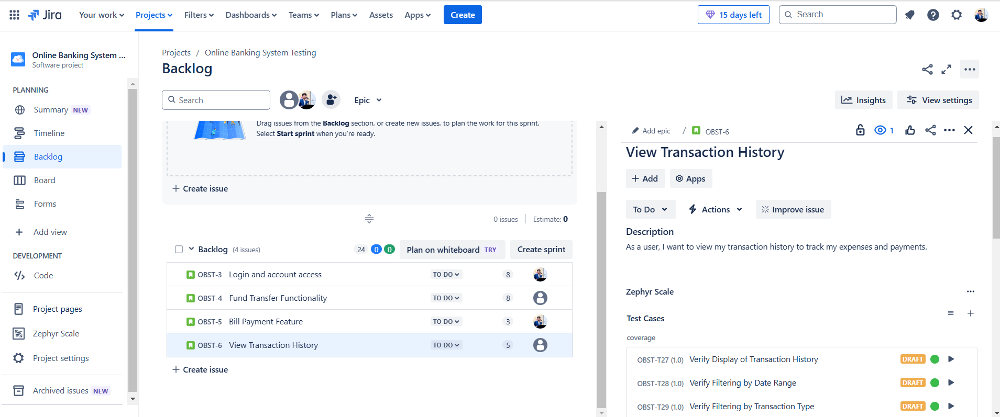 Jira Your work Projects Filters Dashboards Teams Plans Assets Apps Create 15 days left Search
Online Banking System ...
Software project
PLANNING
Summary NEW
Timeline
Backlog
Board
Forms
Add view
DEVELOPMENT
Code
Project pages
Zephyr Scale
Project settings
Archived issues NEW
Projects / Online Banking System Testing
Backlog
Search Epic Insights View settings
Drag issues from the Backlog section, or create new issues, to plan the work for this sprint.
Select Start sprint when you're ready.
+ Create issue
0 issues Estimate: 0
Backlog (4 issues) 24 0 0 Plan on whiteboard TRY Create sprint
OBST-3 Login and account access TO DO 8
OBST-4 Fund Transfer Functionality TO DO 8
OBST-5 Bill Payment Feature TO DO 3
OBST-6 View Transaction History TO DO 5
+ Create issue
Add epic / OBST-6 1
View Transaction History
+ Add Apps
To Do Actions Improve issue
Description
As a user, I want to view my transaction history to track my expenses and payments.
Zephyr Scale
Test Cases
coverage
OBST-T27 (1.0) Verify Display of Transaction History DRAFT
OBST-T28 (1.0) Verify Filtering by Date Range DRAFT
OBST-T29 (1.0) Verify Filtering by Transaction Type DRAFT